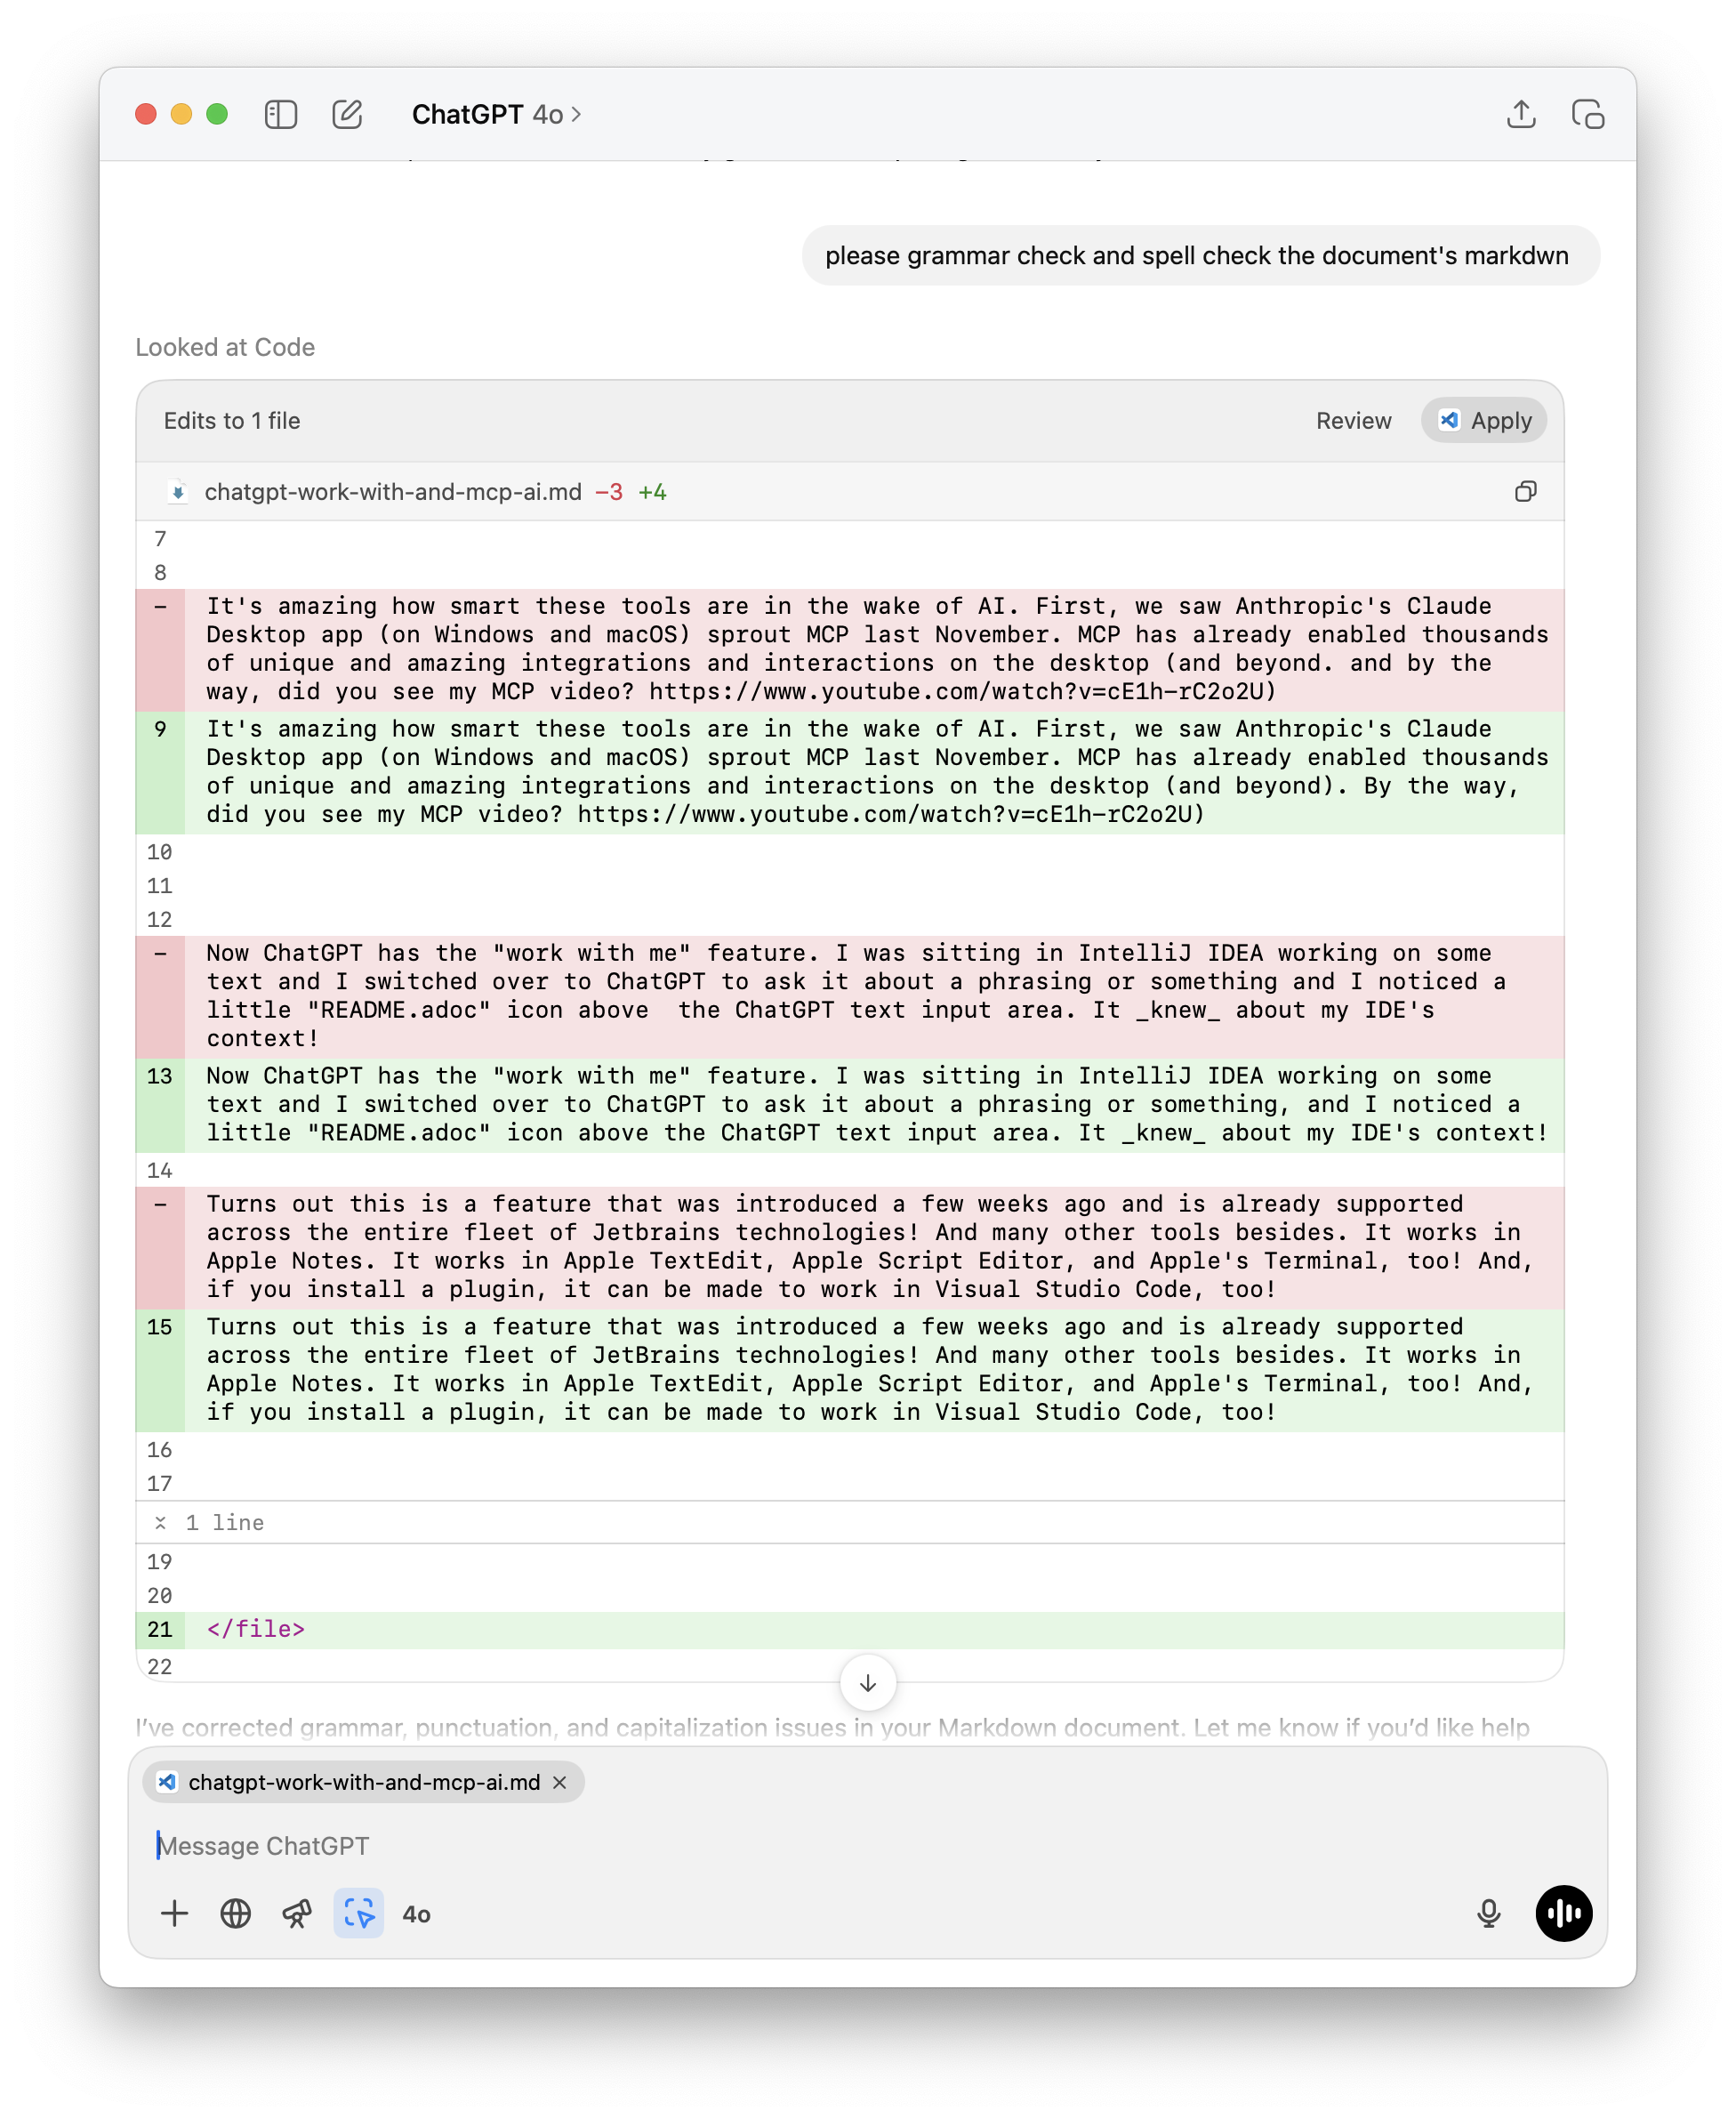 ChatGPT 4o >
please grammar check and spell check the document's markdwn
Looked at Code
Edits to 1 file
Review
Apply
chatgpt-work-with-and-mcp-ai.md −3 +4
7
8
– It's amazing how smart these tools are in the wake of AI. First, we saw Anthropic's Claude
Desktop app (on Windows and macOS) sprout MCP last November. MCP has already enabled thousands
of unique and amazing integrations and interactions on the desktop (and beyond. and by the
way, did you see my MCP video? https://www.youtube.com/watch?v=cE1h-rC2o2U)
9 It's amazing how smart these tools are in the wake of AI. First, we saw Anthropic's Claude
Desktop app (on Windows and macOS) sprout MCP last November. MCP has already enabled thousands
of unique and amazing integrations and interactions on the desktop (and beyond). By the way,
did you see my MCP video? https://www.youtube.com/watch?v=cE1h-rC2o2U)
10
11
12
– Now ChatGPT has the "work with me" feature. I was sitting in IntelliJ IDEA working on some
text and I switched over to ChatGPT to ask it about a phrasing or something and I noticed a
little "README.adoc" icon above  the ChatGPT text input area. It _knew_ about my IDE's
context!
13 Now ChatGPT has the "work with me" feature. I was sitting in IntelliJ IDEA working on some
text and I switched over to ChatGPT to ask it about a phrasing or something, and I noticed a
little "README.adoc" icon above the ChatGPT text input area. It _knew_ about my IDE's context!
14
– Turns out this is a feature that was introduced a few weeks ago and is already supported
across the entire fleet of Jetbrains technologies! And many other tools besides. It works in
Apple Notes. It works in Apple TextEdit, Apple Script Editor, and Apple's Terminal, too! And,
if you install a plugin, it can be made to work in Visual Studio Code, too!
15 Turns out this is a feature that was introduced a few weeks ago and is already supported
across the entire fleet of JetBrains technologies! And many other tools besides. It works in
Apple Notes. It works in Apple TextEdit, Apple Script Editor, and Apple's Terminal, too! And,
if you install a plugin, it can be made to work in Visual Studio Code, too!
16
17
1 line
19
20
21 </file>
22
I've corrected grammar, punctuation, and capitalization issues in your Markdown document. Let me know if you'd like help
chatgpt-work-with-and-mcp-ai.md ×
Message ChatGPT
4o